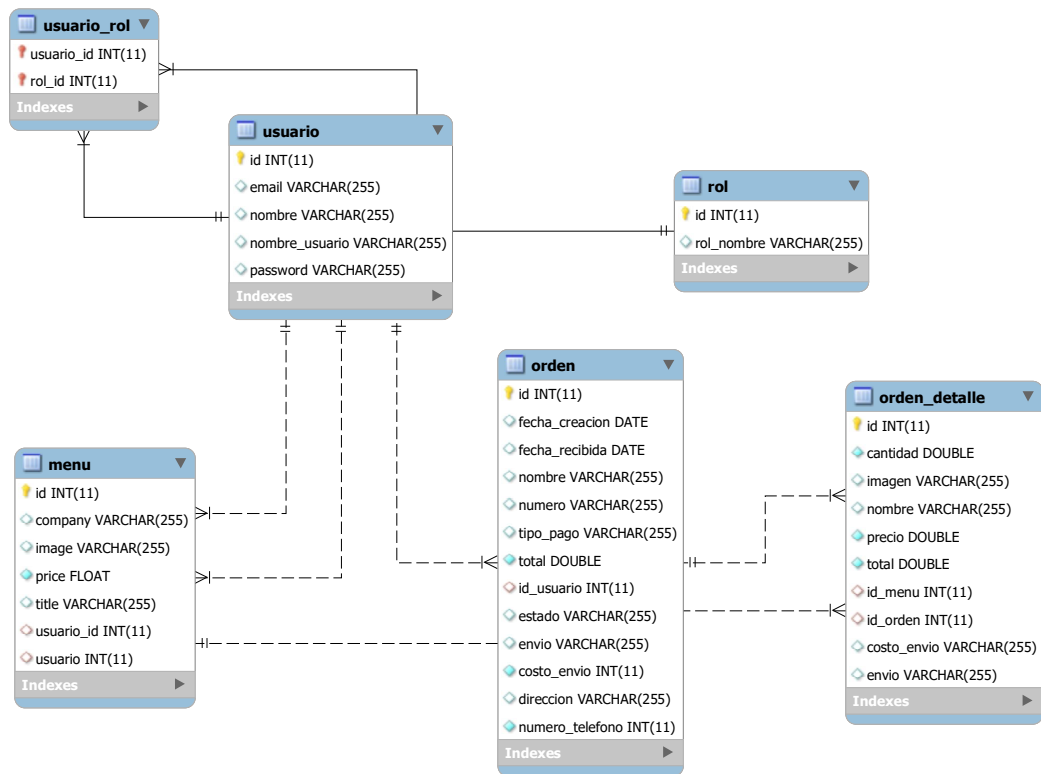 usuario_rol
usuario_id INT(11)
rol_id INT(11)
Indexes
usuario
id INT(11)
email VARCHAR(255)
nombre VARCHAR(255)
nombre_usuario VARCHAR(255)
password VARCHAR(255)
Indexes
rol
id INT(11)
rol_nombre VARCHAR(255)
Indexes
menu
id INT(11)
company VARCHAR(255)
image VARCHAR(255)
price FLOAT
title VARCHAR(255)
usuario_id INT(11)
usuario INT(11)
Indexes
orden
id INT(11)
fecha_creacion DATE
fecha_recibida DATE
nombre VARCHAR(255)
numero VARCHAR(255)
tipo_pago VARCHAR(255)
total DOUBLE
id_usuario INT(11)
estado VARCHAR(255)
envio VARCHAR(255)
costo_envio INT(11)
direccion VARCHAR(255)
numero_telefono INT(11)
Indexes
orden_detalle
id INT(11)
cantidad DOUBLE
imagen VARCHAR(255)
nombre VARCHAR(255)
precio DOUBLE
total DOUBLE
id_menu INT(11)
id_orden INT(11)
costo_envio VARCHAR(255)
envio VARCHAR(255)
Indexes